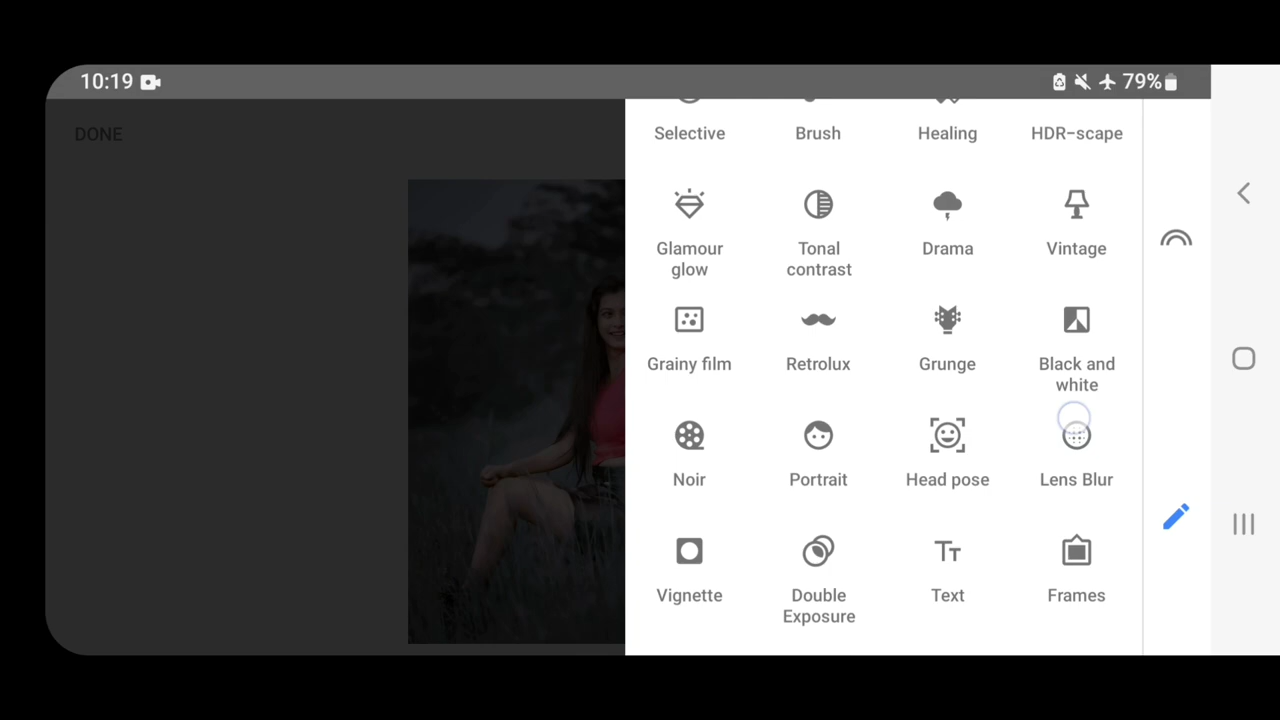 10:19
79%
DONE
Selective
Brush
Healing
HDR-scape
Glamour
glow
Tonal
contrast
Drama
Vintage
Grainy film
Retrolux
Grunge
Black and
white
Noir
Portrait
Head pose
Lens Blur
Vignette
Double
Exposure
Text
Frames